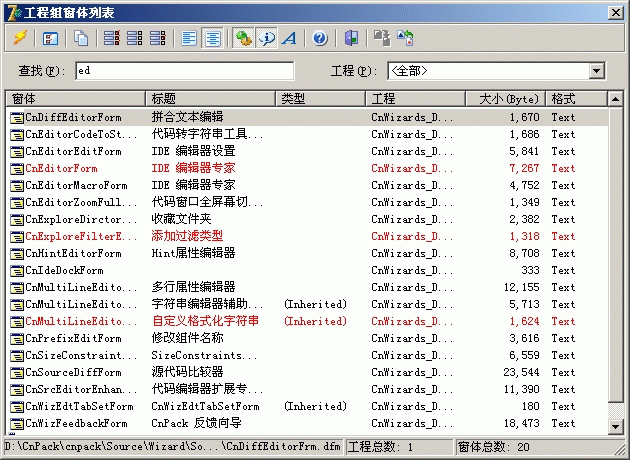 工程组窗体列表
查找(F): ed 工程(P): <全部>
窗体 标题 类型 工程 大小(Byte) 格式
CnDiffEditorForm 拼合文本编辑 CnWizards_D... 1,670 Text
CnEditorCodeToSt... 代码转字符串工具... CnWizards_D... 1,686 Text
CnEditorEditForm IDE 编辑器设置 CnWizards_D... 5,841 Text
CnEditorForm IDE 编辑器专家 CnWizards_D... 7,267 Text
CnEditorMacroForm IDE 编辑器专家 CnWizards_D... 4,752 Text
CnEditorZoomFull... 代码窗口全屏幕切... CnWizards_D... 1,349 Text
CnExploreDirctor... 收藏文件夹 CnWizards_D... 2,382 Text
CnExploreFilterE... 添加过滤类型 CnWizards_D... 1,318 Text
CnHintEditorForm Hint属性编辑器 CnWizards_D... 8,708 Text
CnIdeDockForm CnWizards_D... 333 Text
CnMultiLineEdito... 多行属性编辑器 CnWizards_D... 12,155 Text
CnMultiLineEdito... 字符串编辑器辅助... (Inherited) CnWizards_D... 5,713 Text
CnMultiLineEdito... 自定义格式化字符串 (Inherited) CnWizards_D... 1,624 Text
CnPrefixEditForm 修改组件名称 CnWizards_D... 3,616 Text
CnSizeConstraint... SizeConstraints... CnWizards_D... 6,559 Text
CnSourceDiffForm 源代码比较器 CnWizards_D... 23,544 Text
CnSrcEditorEnhan... 代码编辑器扩展专... CnWizards_D... 11,390 Text
CnWizEdtTabSetForm CnWizEdtTabSetForm (Inherited) CnWizards_D... 180 Text
CnWizFeedbackForm CnPack 反馈向导 CnWizards_D... 18,473 Text
D:\CnPack\cnpack\Source\Wizard\So...\CnDiffEditorFrm.dfm 工程总数: 1 窗体总数: 20